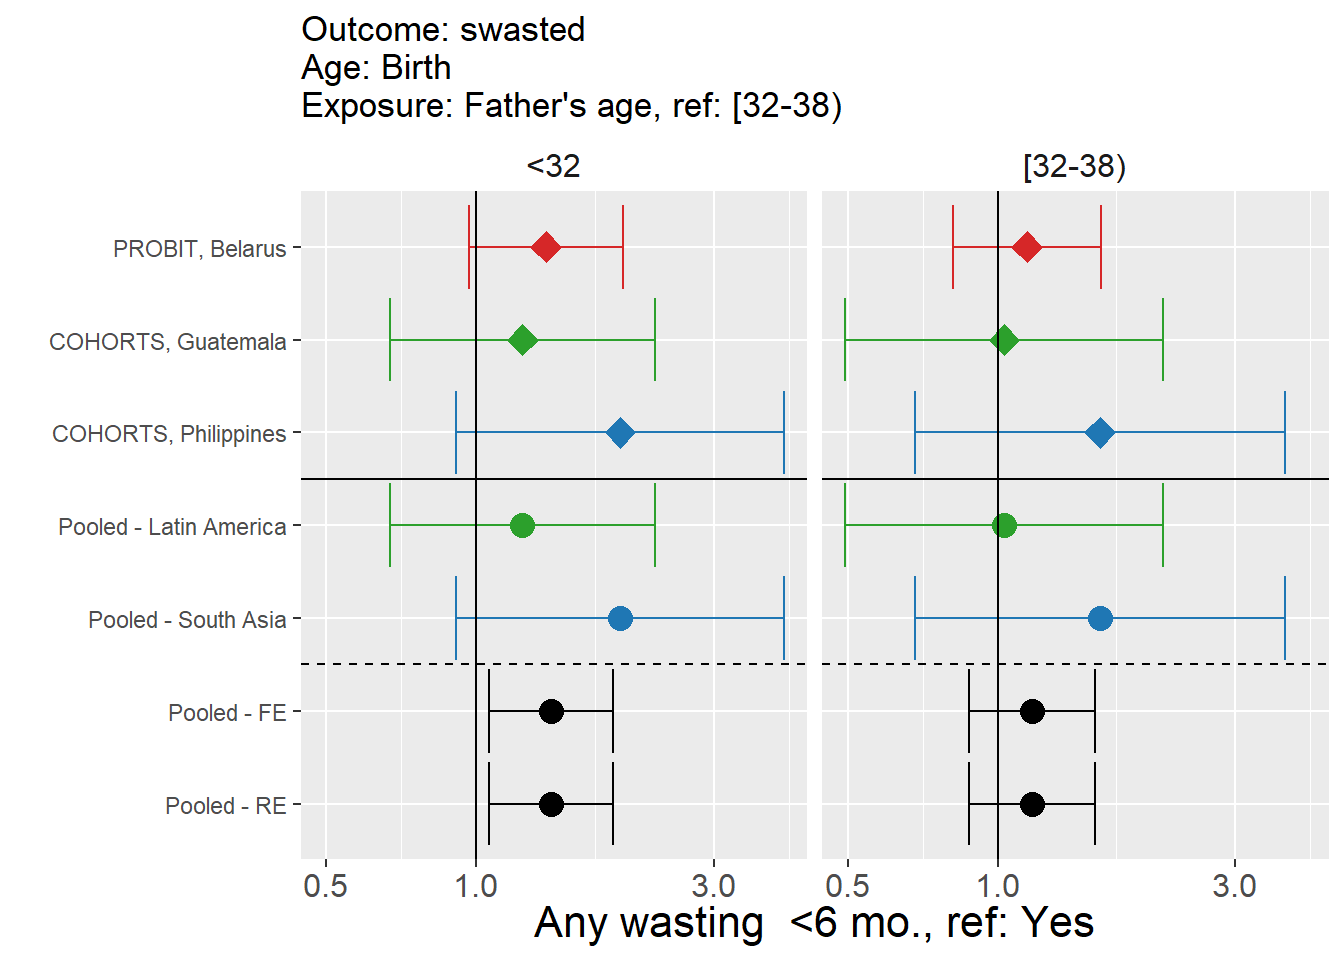 Outcome: swasted
Age: Birth
Exposure: Father's age, ref: [32-38)
<32
[32-38)
PROBIT, Belarus
COHORTS, Guatemala
COHORTS, Philippines
Pooled - Latin America
Pooled - South Asia
Pooled - FE
Pooled - RE
0.5 1.0 3.0
0.5 1.0 3.0
Any wasting  <6 mo., ref: Yes